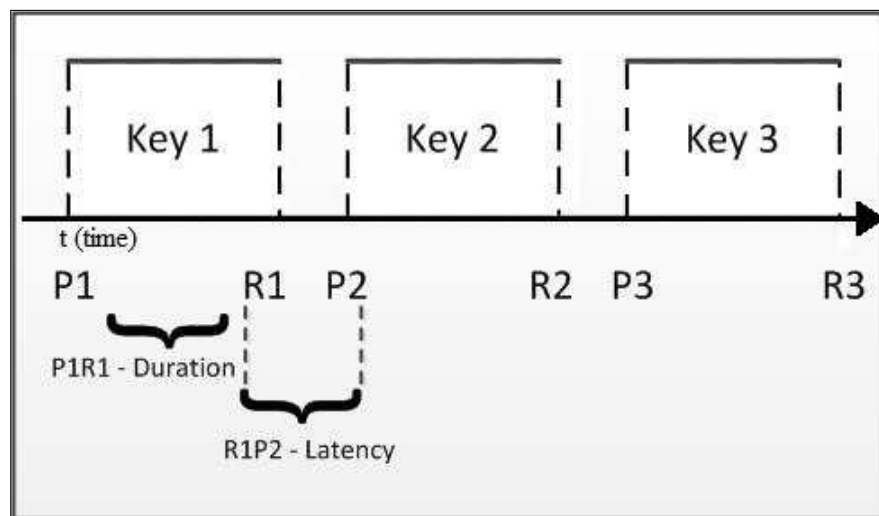 Key 1 Key 2 Key 3
t (time)
P1 R1 P2 R2 P3 R3
P1R1 - Duration
R1P2 - Latency